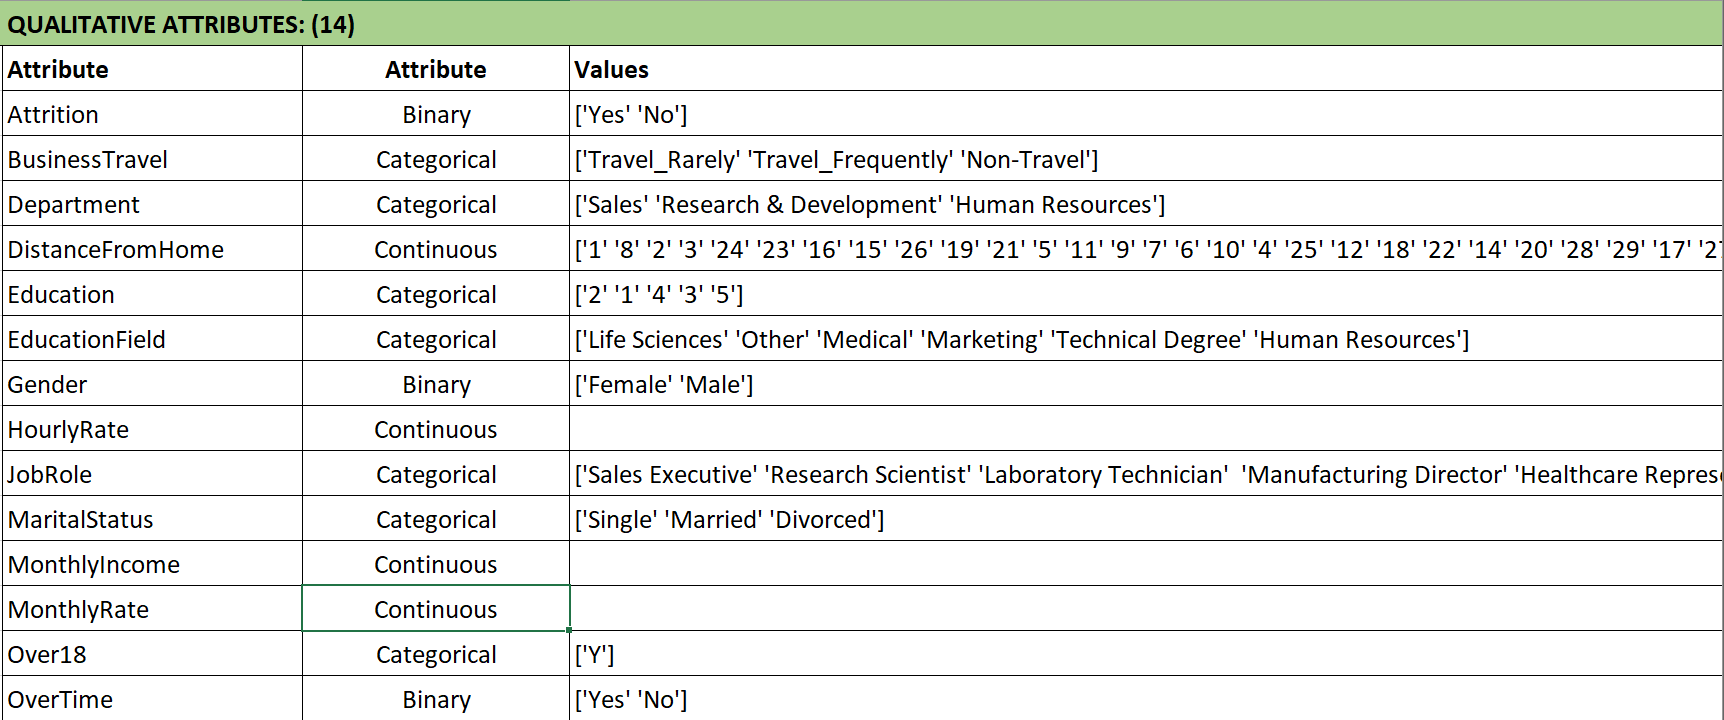 QUALITATIVE ATTRIBUTES: (14)
Attribute Attribute Values
Attrition Binary ['Yes' 'No']
BusinessTravel Categorical ['Travel_Rarely' 'Travel_Frequently' 'Non-Travel']
Department Categorical ['Sales' 'Research & Development' 'Human Resources']
DistanceFromHome Continuous ['1' '8' '2' '3' '24' '23' '16' '15' '26' '19' '21' '5' '11' '9' '7' '6' '10' '4' '25' '12' '18' '22' '14' '20' '28' '29' '17'
Education Categorical ['2' '1' '4' '3' '5']
EducationField Categorical ['Life Sciences' 'Other' 'Medical' 'Marketing' 'Technical Degree' 'Human Resources']
Gender Binary ['Female' 'Male']
HourlyRate Continuous
JobRole Categorical ['Sales Executive' 'Research Scientist' 'Laboratory Technician'  'Manufacturing Director' 'Healthcare
MaritalStatus Categorical ['Single' 'Married' 'Divorced']
MonthlyIncome Continuous
MonthlyRate Continuous
Over18 Categorical ['Y']
OverTime Binary ['Yes' 'No']